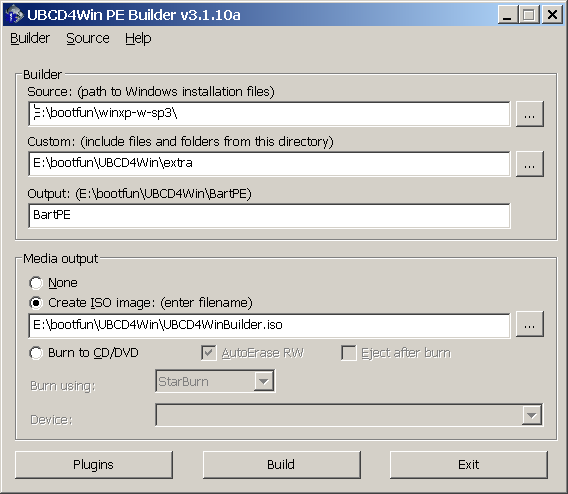 UBCD4Win PE Builder v3.1.10a
Builder Source Help
Builder
Source: (path to Windows installation files)
E:\bootfun\winxp-w-sp3\
...
Custom: (include files and folders from this directory)
E:\bootfun\UBCD4Win\extra
...
Output: (E:\bootfun\UBCD4Win\BartPE)
BartPE
Media output
None
Create ISO image: (enter filename)
E:\bootfun\UBCD4Win\UBCD4WinBuilder.iso
...
Burn to CD/DVD AutoErase RW Eject after burn
Burn using: StarBurn
Device:
Plugins Build Exit